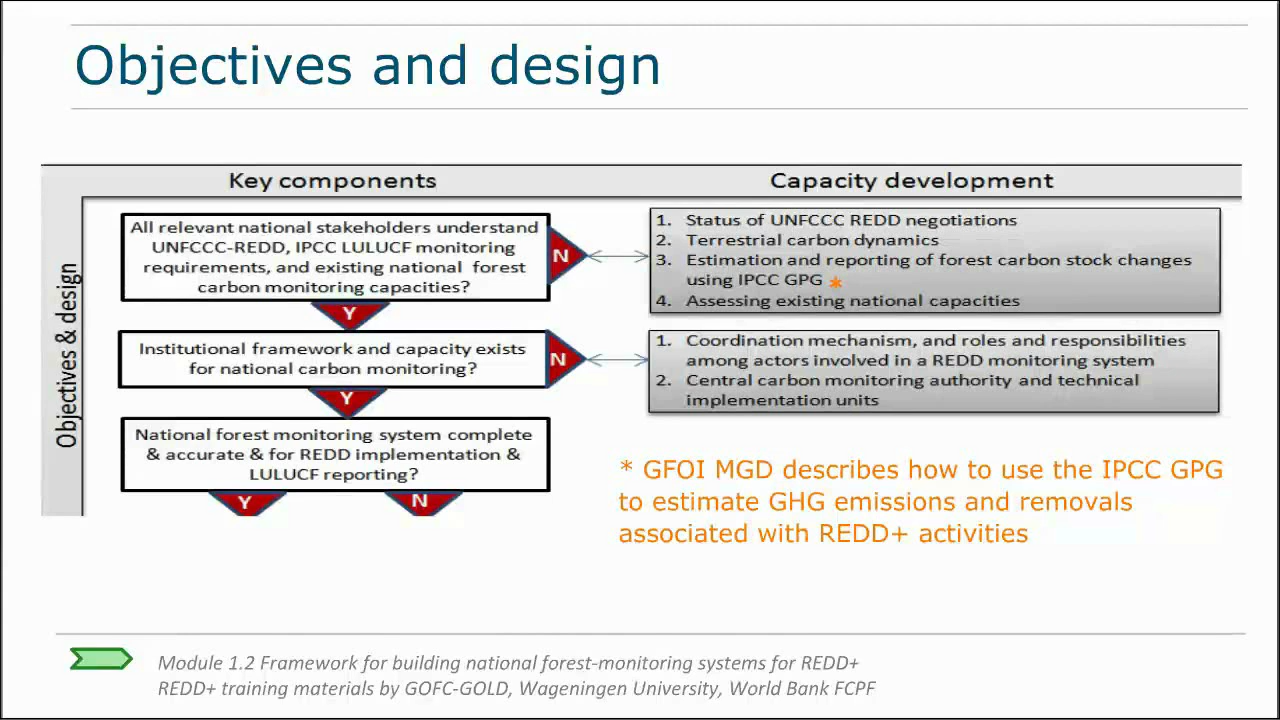 Objectives and design
Key components
Capacity development
Objectives & design
All relevant national stakeholders understand
UNFCCC-REDD, IPCC LULUCF monitoring
requirements, and existing national forest
carbon monitoring capacities?
N
Y
1. Status of UNFCCC REDD negotiations
2. Terrestrial carbon dynamics
3. Estimation and reporting of forest carbon stock changes
using IPCC GPG *
4. Assessing existing national capacities
Institutional framework and capacity exists
for national carbon monitoring?
N
Y
1. Coordination mechanism, and roles and responsibilities
among actors involved in a REDD monitoring system
2. Central carbon monitoring authority and technical
implementation units
National forest monitoring system complete
& accurate & for REDD implementation &
LULUCF reporting?
Y
N
* GFOI MGD describes how to use the IPCC GPG
to estimate GHG emissions and removals
associated with REDD+ activities
Module 1.2 Framework for building national forest-monitoring systems for REDD+
REDD+ training materials by GOFC-GOLD, Wageningen University, World Bank FCPF